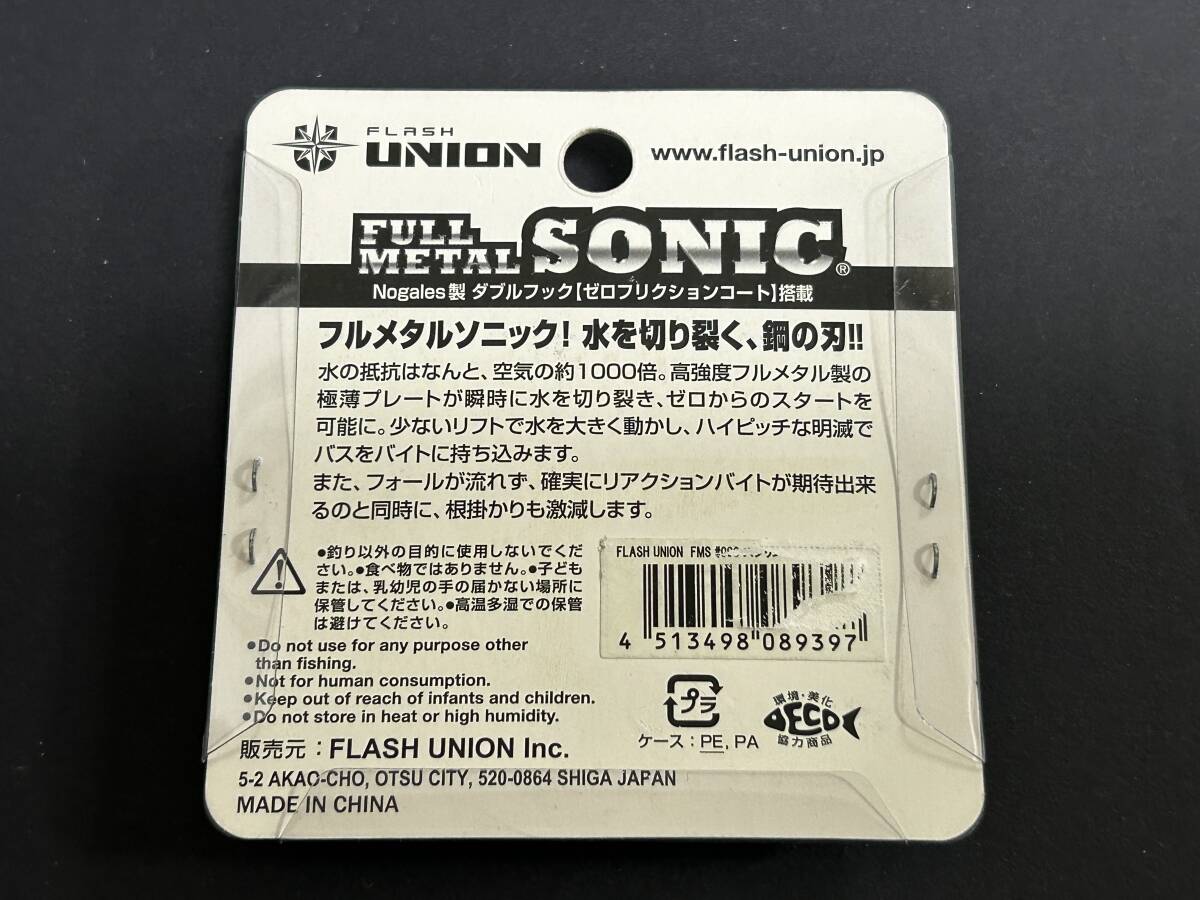 FLASH
UNION
www.flash-union.jp
FULL
METAL
SONIC®
Nogales製 ダブルフック【ゼロフリクションコート】搭載
フルメタルソニック！水を切り裂く、鋼の刃!!
水の抵抗はなんと、空気の約1000倍。高強度フルメタル製の
極薄プレートが瞬時に水を切り裂き、ゼロからのスタートを
可能に。少ないリフトで水を大きく動かし、ハイピッチな明滅で
バスをバイトに持ち込みます。
また、フォールが流れず、確実にリアクションバイトが期待出来
るのと同時に、根掛かりも激減します。
●釣り以外の目的に使用しないでくだ
さい。●食べ物ではありません。●子ども
または、乳幼児の手の届かない場所に
保管してください。●高温多湿での保管
は避けてください。
●Do not use for any purpose other
than fishing.
●Not for human consumption.
●Keep out of reach of infants and children.
●Do not store in heat or high humidity.
FLASH UNION FMS
4 513498 089397
プラ
ケース：PE, PA
環境・美化
ECO
協力商品
販売元：FLASH UNION Inc.
5-2 AKAO-CHO, OTSU CITY, 520-0864 SHIGA JAPAN
MADE IN CHINA